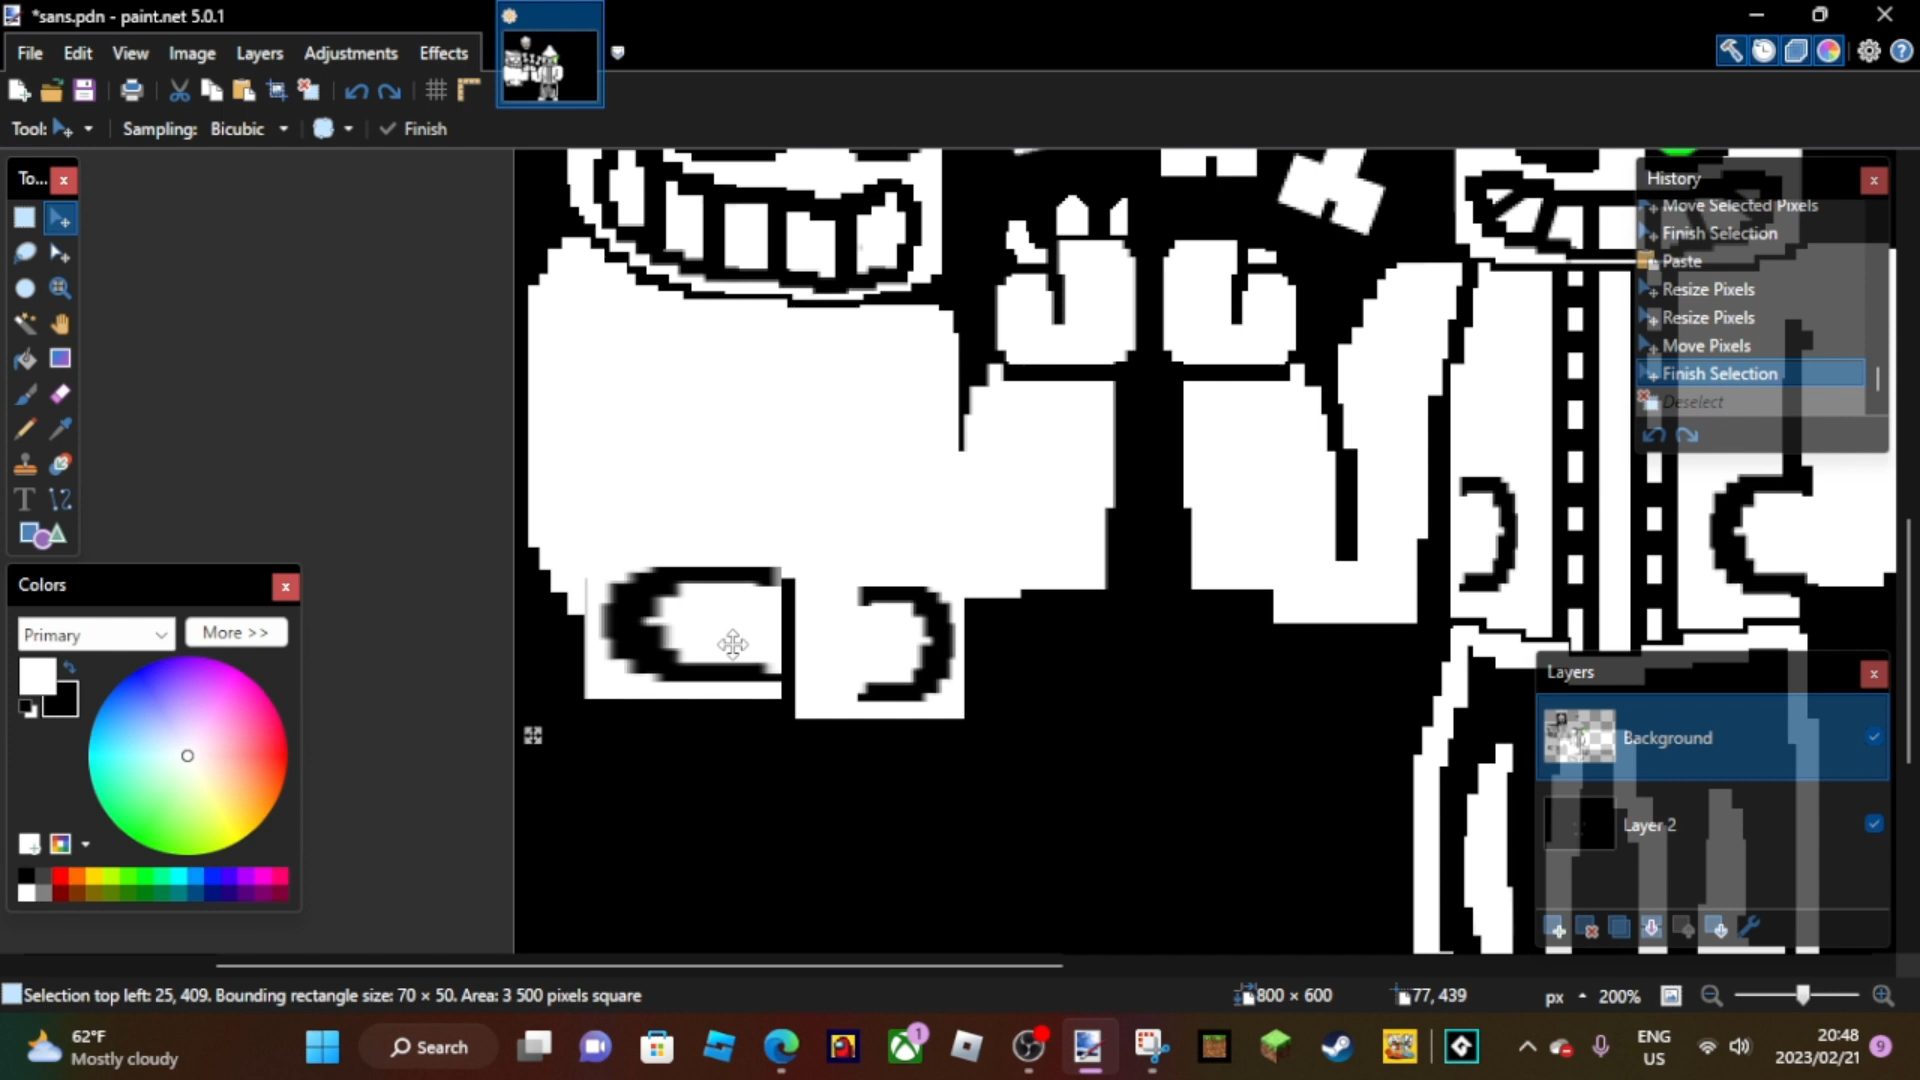 *sans.pdn - paint.net 5.0.1
File Edit View Image Layers Adjustments Effects
Tool: Sampling: Bicubic Finish
To...
History
Move Selected Pixels
Finish Selection
Paste
Resize Pixels
Resize Pixels
Move Pixels
Finish Selection
Deselect
Colors
Primary
More >>
Layers
Background
Layer 2
Selection top left: 25, 409. Bounding rectangle size: 70 × 50. Area: 3 500 pixels square
800 × 600
77, 439
px
200%
62°F
Mostly cloudy
Search
1
ENG
US
20:48
2023/02/21
9